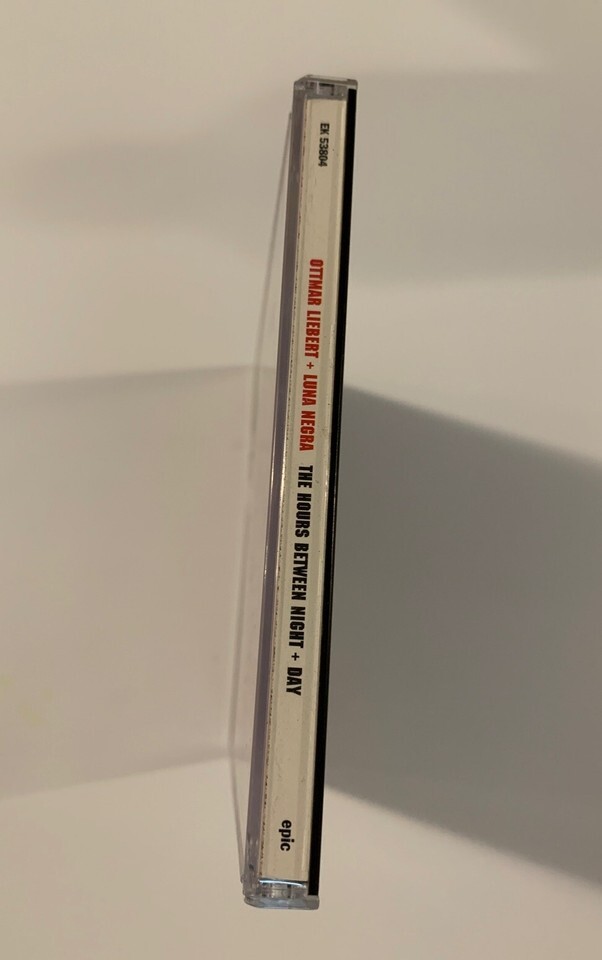 EK 53804
OTTMAR LIEBERT + LUNA NEGRA THE HOURS BETWEEN NIGHT + DAY
epic